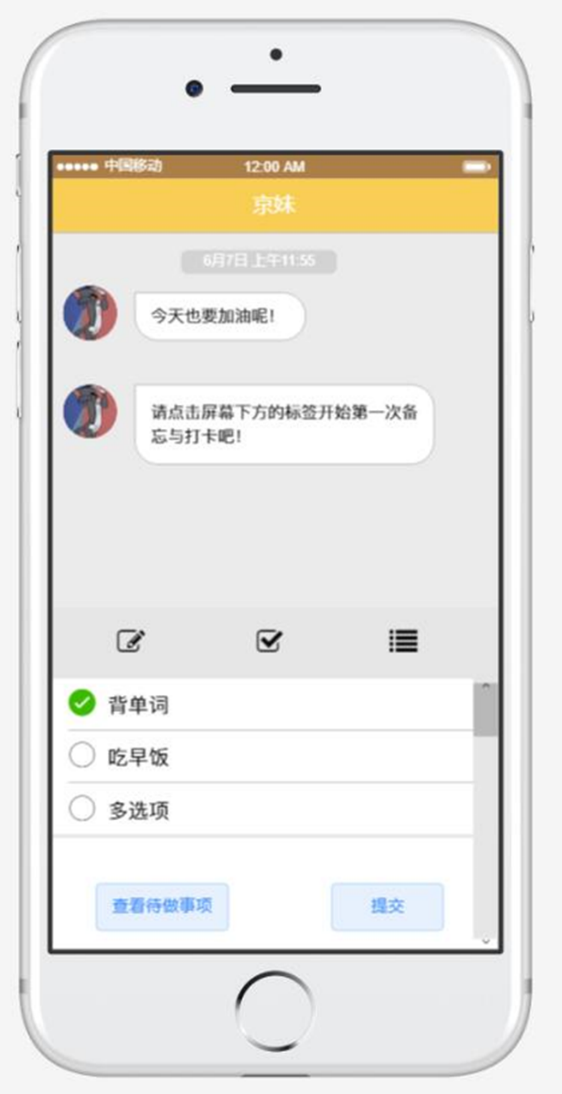 中国移动 12:00 AM
京妹
6月7日 上午11:55
今天也要加油呢！
请点击屏幕下方的标签开始第一次备
忘与打卡吧！
背单词
吃早饭
多选项
查看待做事项 提交